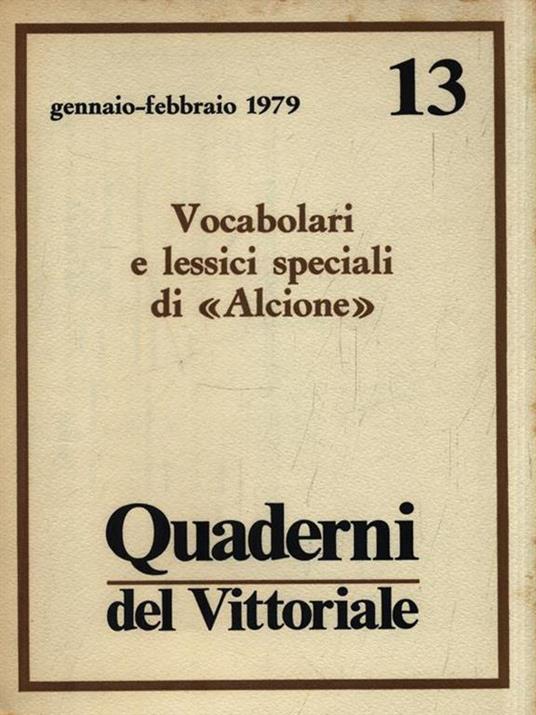 gennaio-febbraio 1979
13
Vocabolari
e lessici speciali
di «Alcione»
Quaderni
del Vittoriale